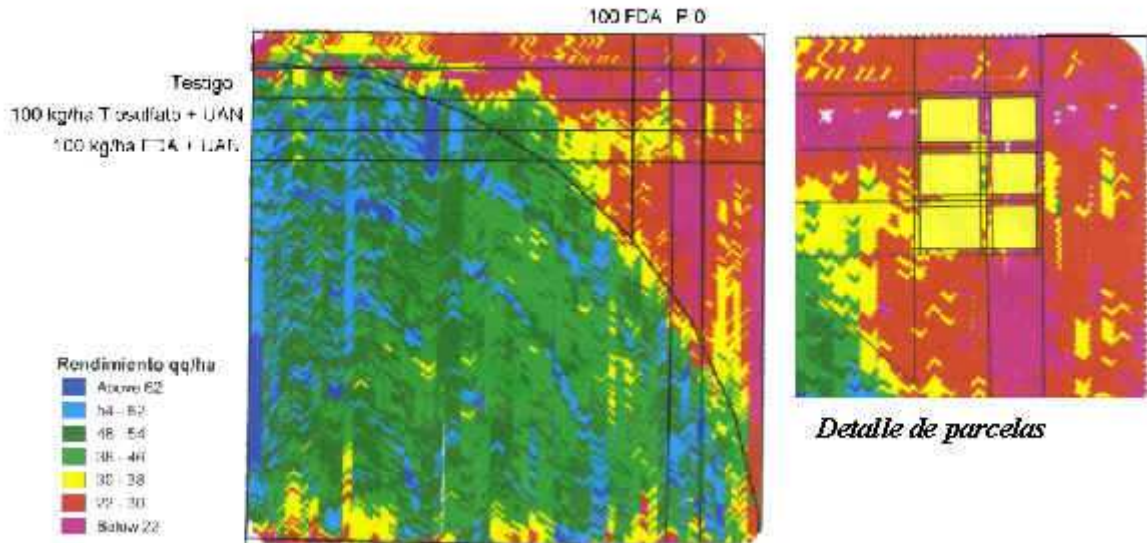 100 FDA P 0
Testigo
100 kg/ha Tiosulfato + UAN
100 kg/ha FDA + UAN
Rendimiento qq/ha
Above 62
54 - 62
46 - 54
38 - 46
30 - 38
22 - 30
Below 22
Detalle de parcelas